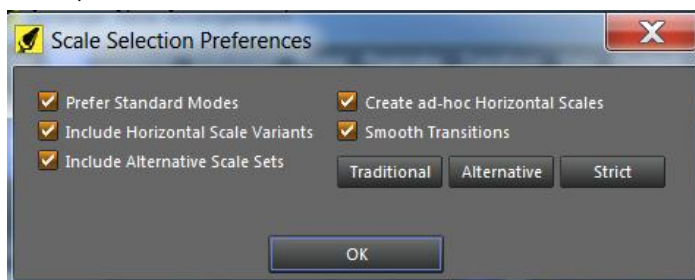 Scale Selection Preferences
Prefer Standard Modes
Create ad-hoc Horizontal Scales
Include Horizontal Scale Variants
Smooth Transitions
Include Alternative Scale Sets
Traditional
Alternative
Strict
OK